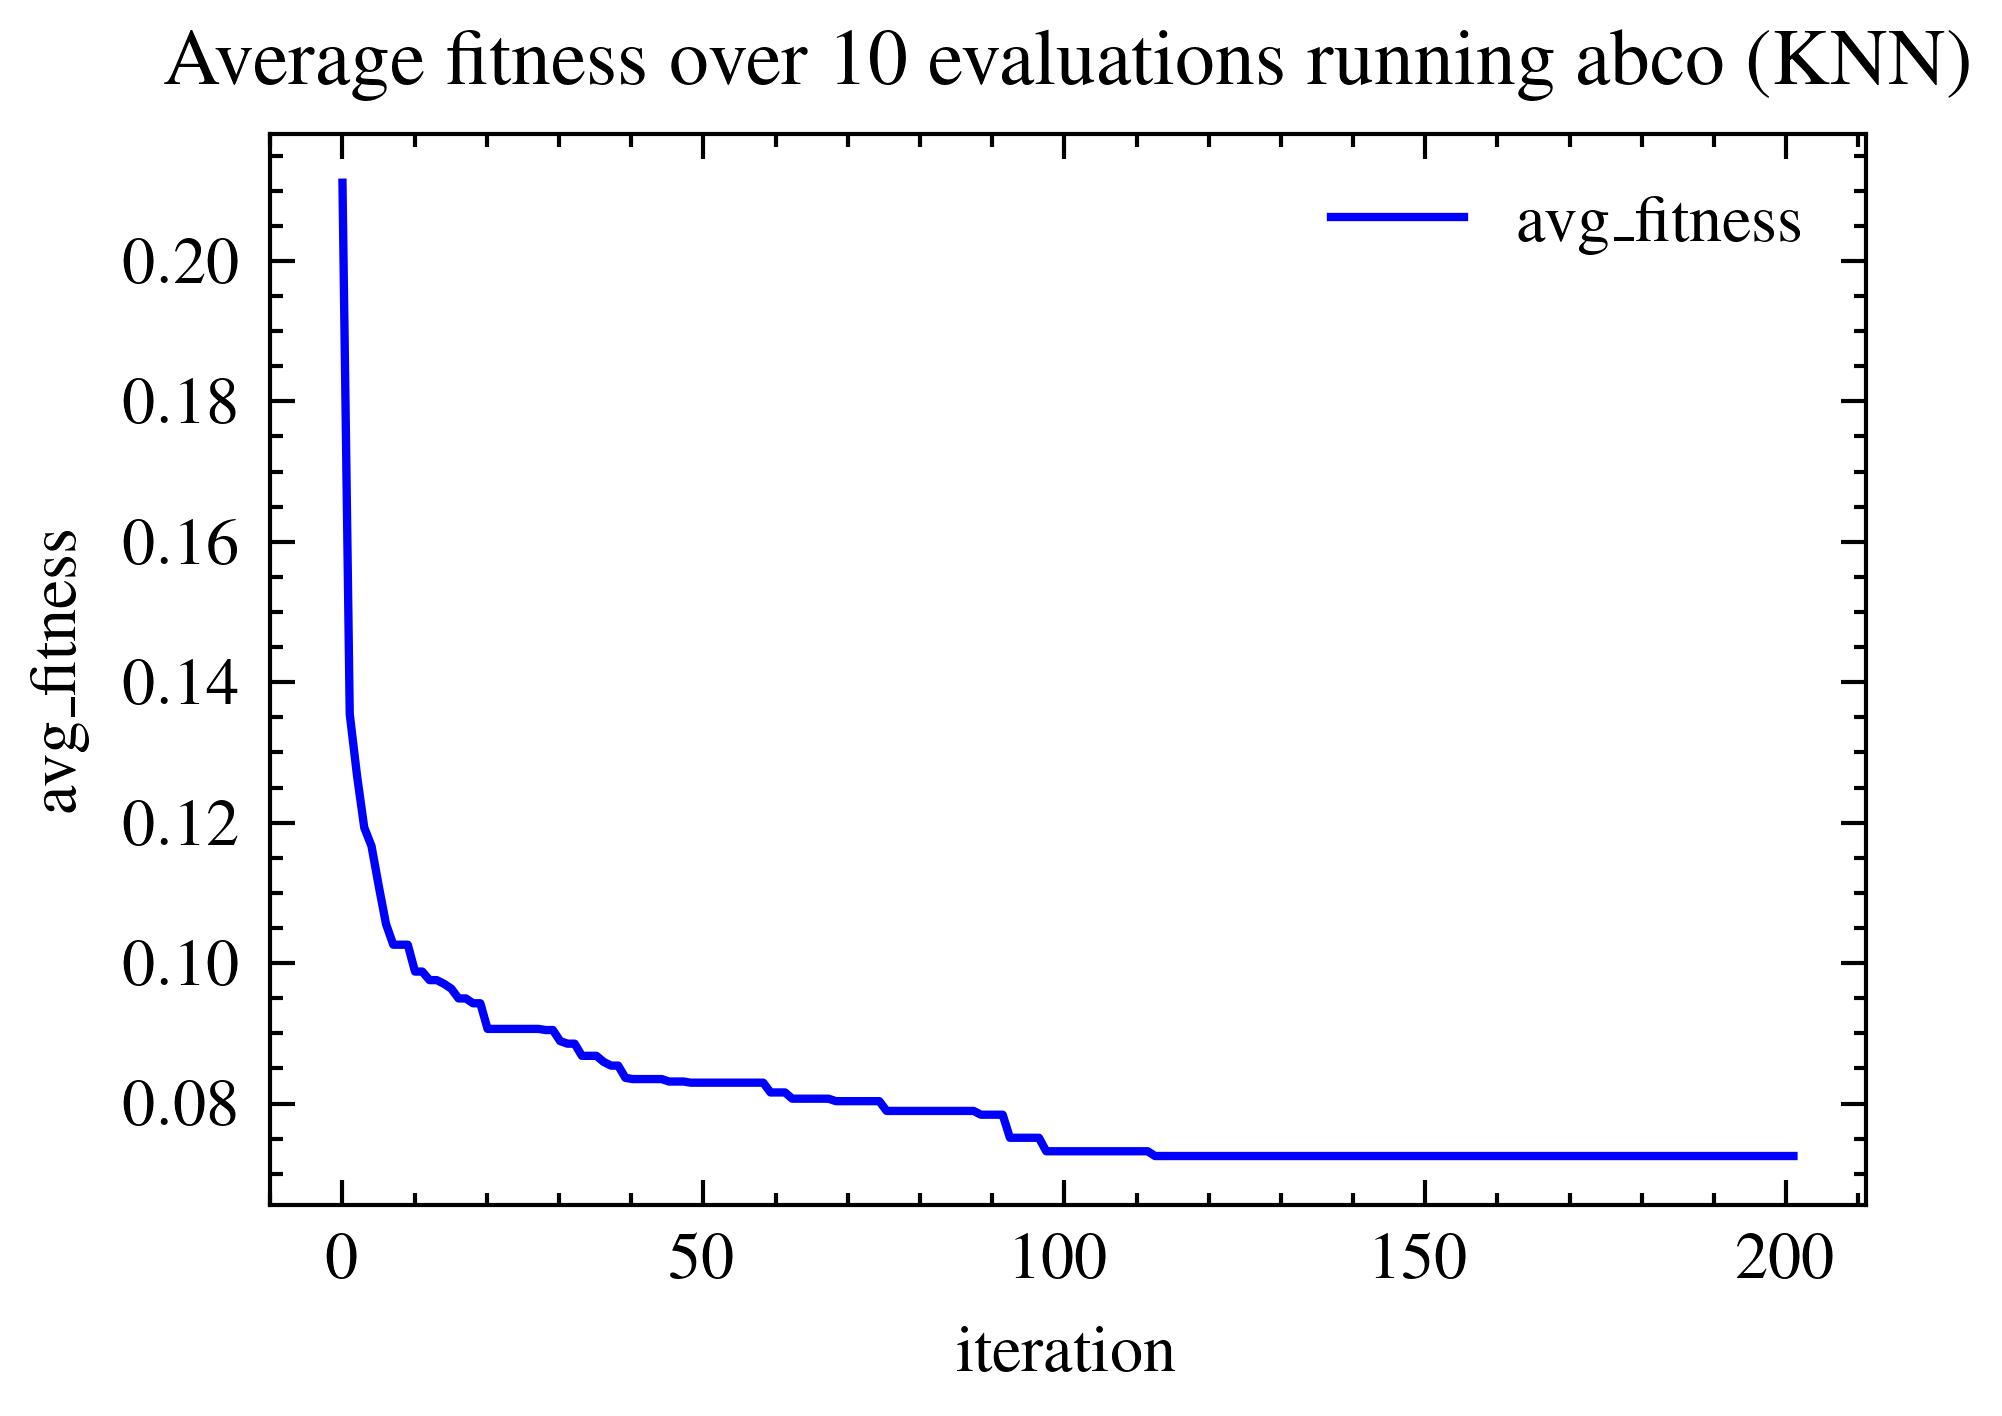 Average fitness over 10 evaluations running abco (KNN)
avg_fitness
0.20
0.18
0.16
0.14
0.12
0.10
0.08
avg_fitness
0 50 100 150 200
iteration